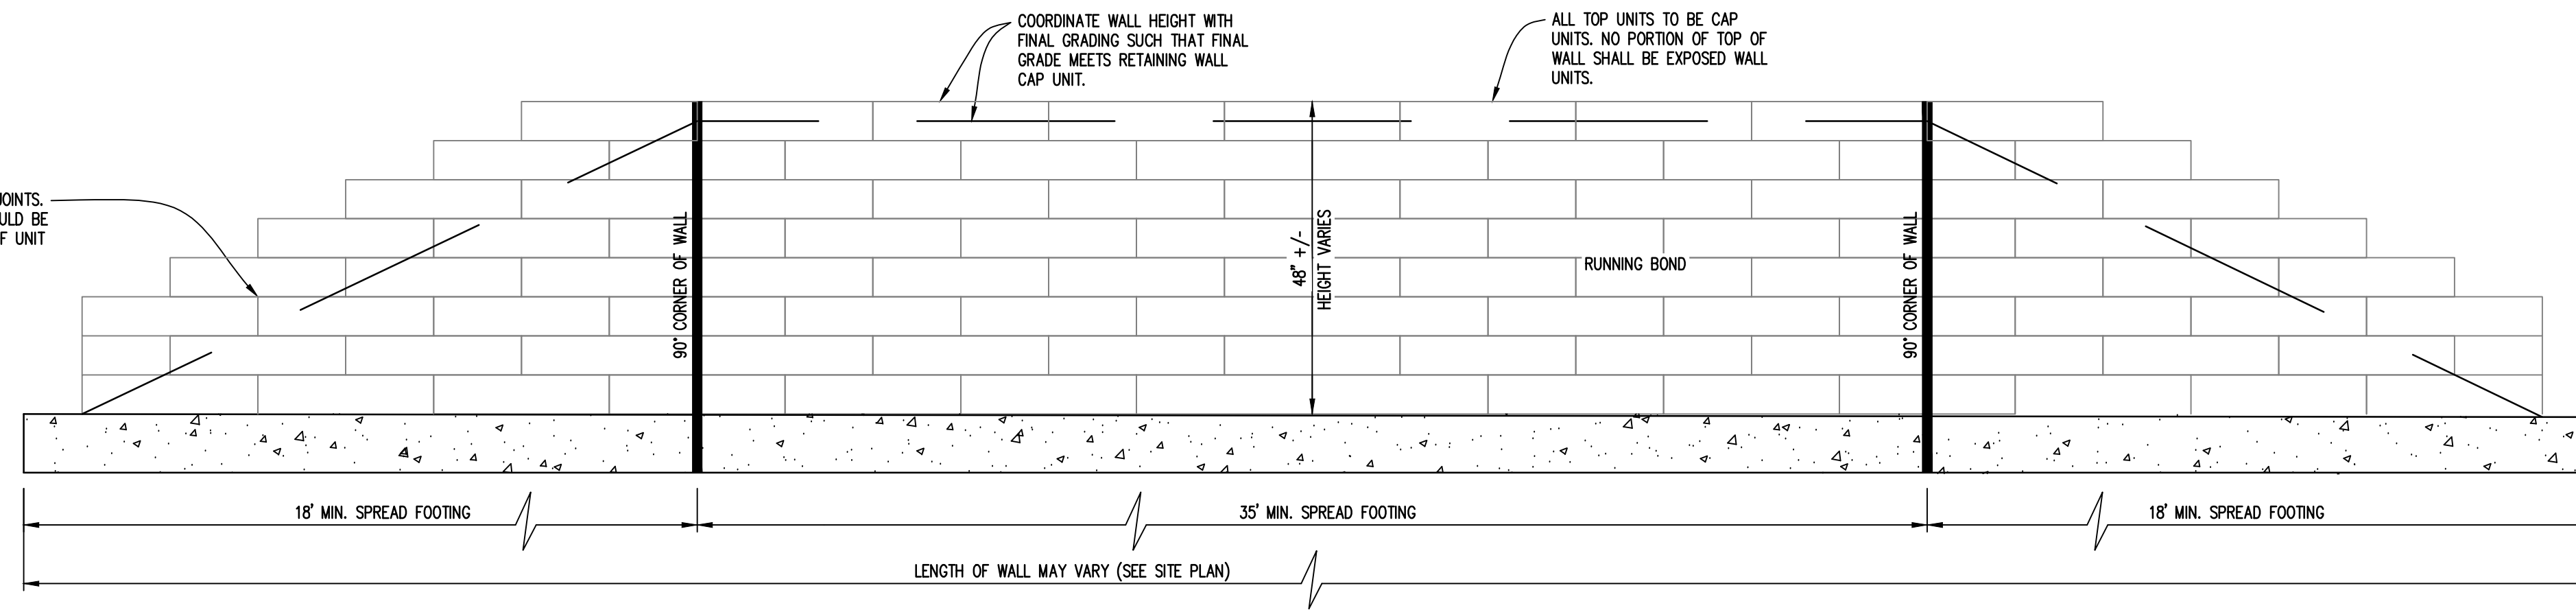 COORDINATE WALL HEIGHT WITH
FINAL GRADING SUCH THAT FINAL
GRADE MEETS RETAINING WALL
CAP UNIT.
ALL TOP UNITS TO BE CAP
UNITS. NO PORTION OF TOP OF
WALL SHALL BE EXPOSED WALL
UNITS.
BE
UNIT
90° CORNER OF WALL
48" +/-
HEIGHT VARIES
RUNNING BOND
90° CORNER OF WALL
18' MIN. SPREAD FOOTING
35' MIN. SPREAD FOOTING
18' MIN. SPREAD FOOTING
LENGTH OF WALL MAY VARY (SEE SITE PLAN)